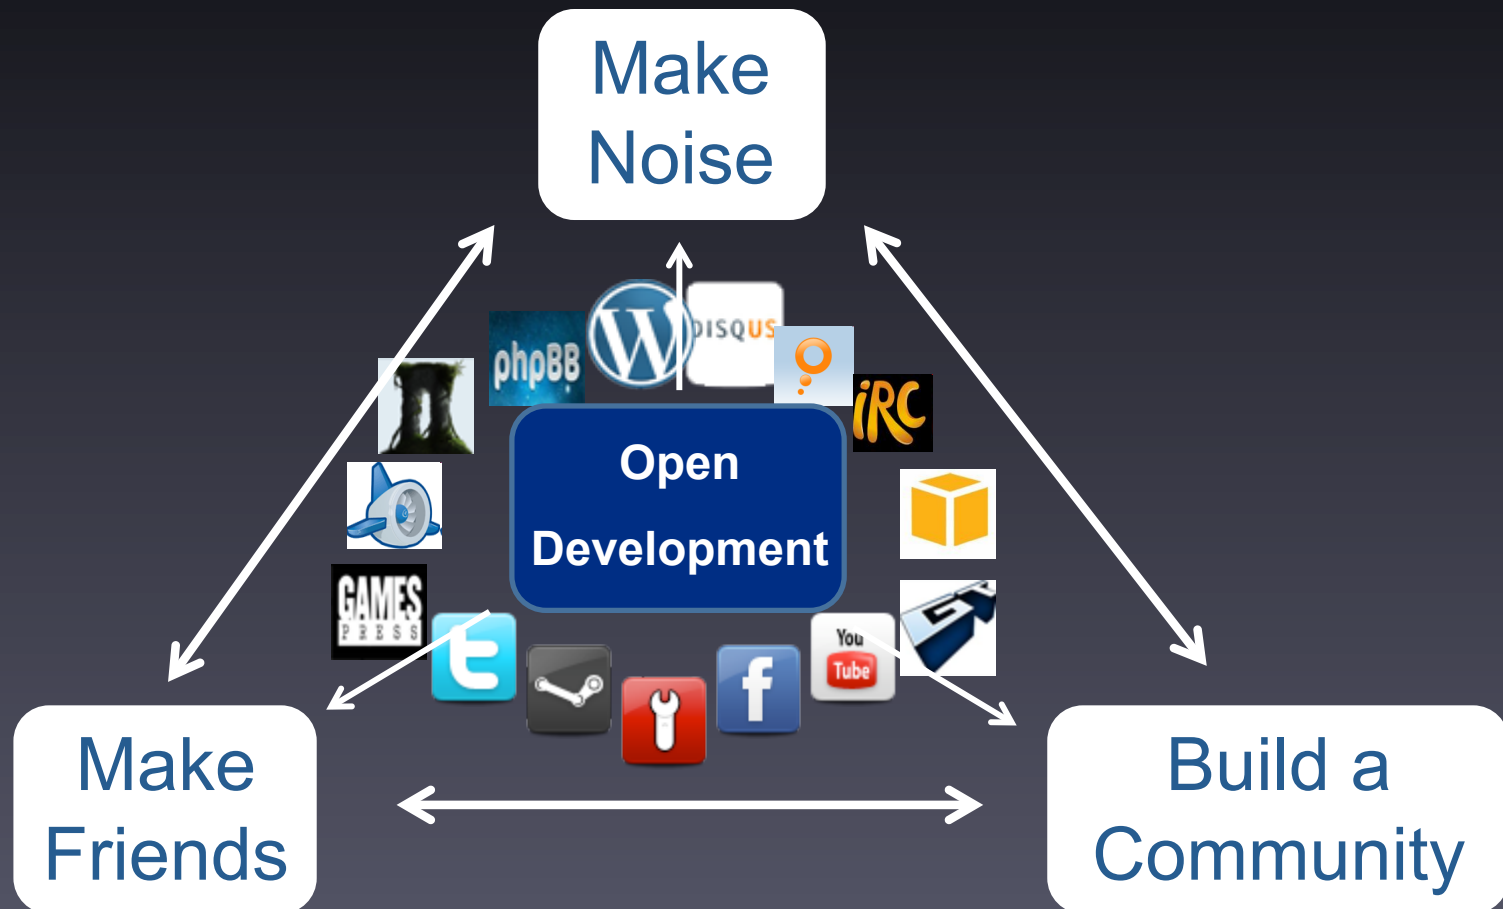 Make
Noise
phpBB
W
DISQUS
iRC
Open
Development
GAMES
PRESS
t
f
You
Tube
Make
Friends
Build a
Community